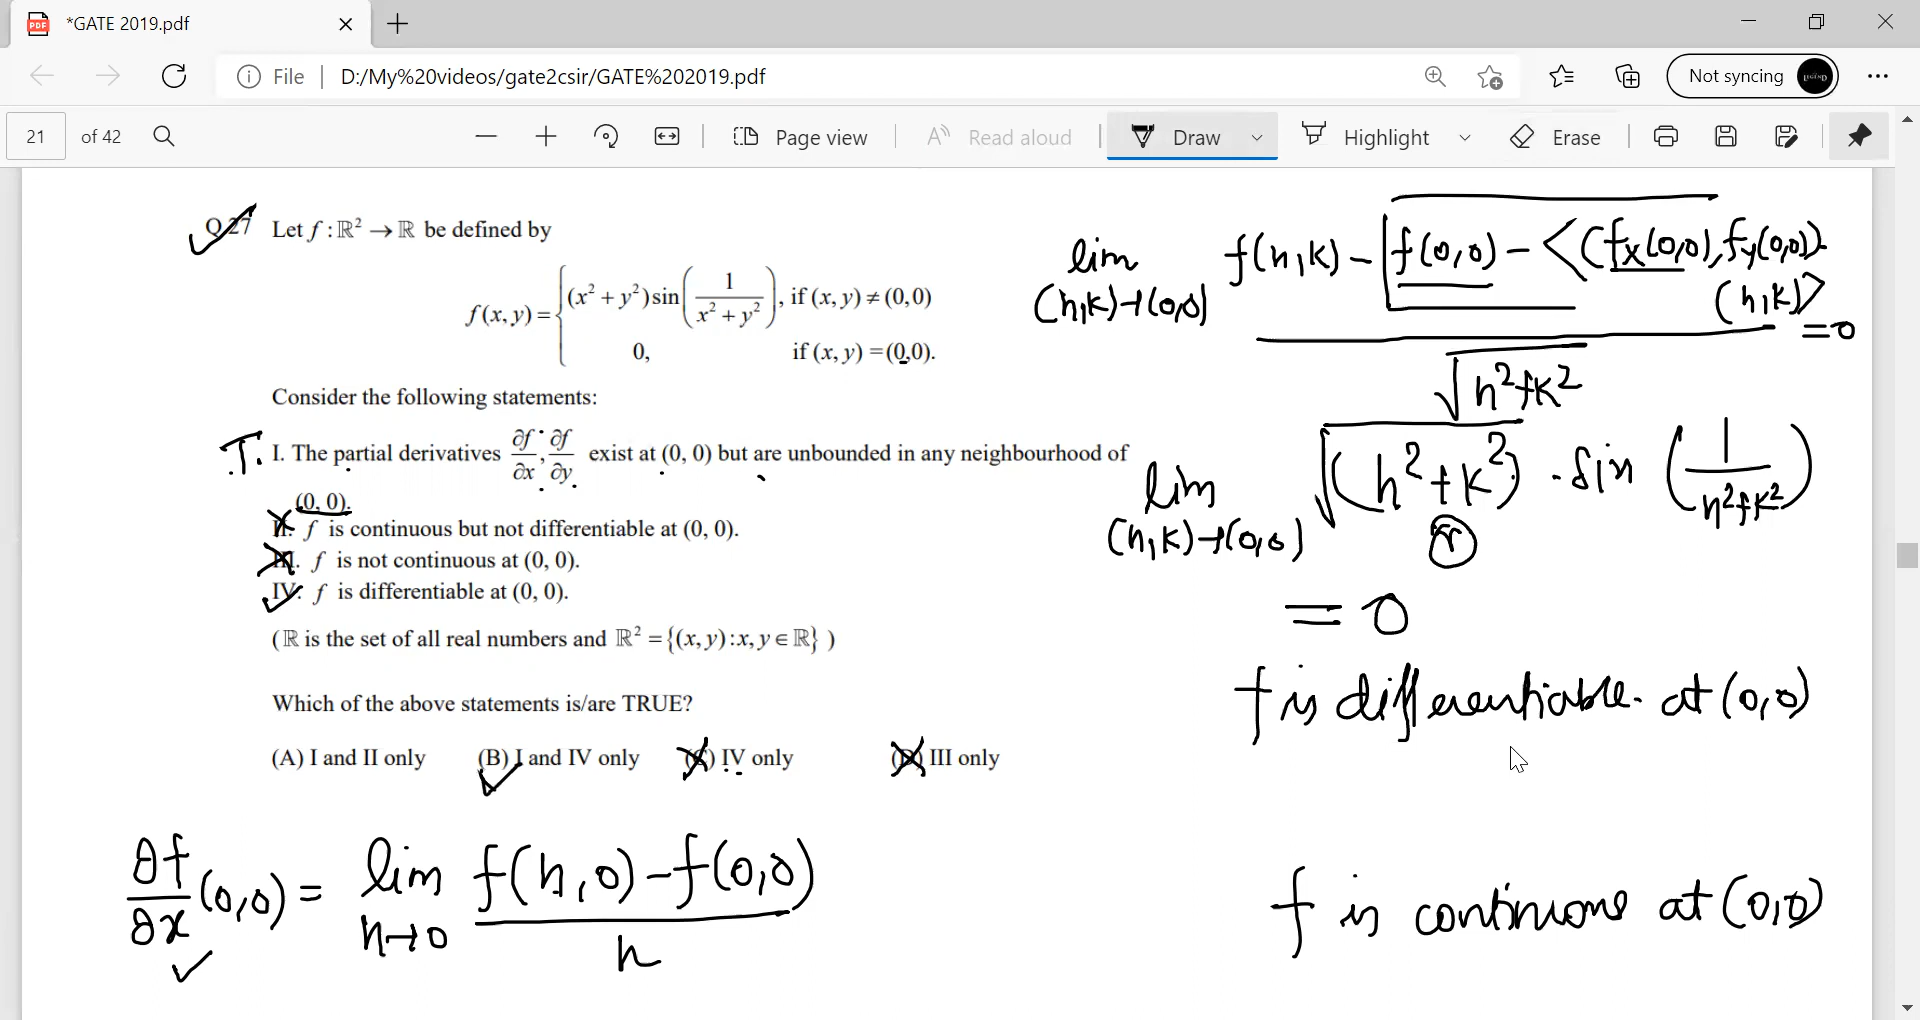 *GATE 2019.pdf
File | D:/My%20videos/gate2csir/GATE%202019.pdf
Not syncing
21 of 42
Page view
Read aloud
Draw
Highlight
Erase
Q.27 Let f : ℝ² → ℝ be defined by
f(x, y) = { (x² + y²) sin(1/(x² + y²)), if (x, y) ≠ (0,0)
0, if (x, y) = (0,0).
Consider the following statements:
T. I. The partial derivatives ∂f/∂x, ∂f/∂y exist at (0, 0) but are unbounded in any neighbourhood of
(0, 0).
II. f is continuous but not differentiable at (0, 0).
III. f is not continuous at (0, 0).
IV. f is differentiable at (0, 0).
(ℝ is the set of all real numbers and ℝ² = {(x, y) : x, y ∈ ℝ} )
Which of the above statements is/are TRUE?
(A) I and II only (B) I and IV only (C) IV only (D) III only
∂f/∂x (0,0) = lim h→0 f(h,0) - f(0,0) / h
lim (h,k)→(0,0) f(h,k) - f(0,0) - <(fx(0,0), fy(0,0))
(h,k)> = 0
√h²+k²
lim (h,k)→(0,0) √(h²+k²) · sin (1/h²+k²)
r
= 0
f is differentiable at (0,0)
f is continuous at (0,0)